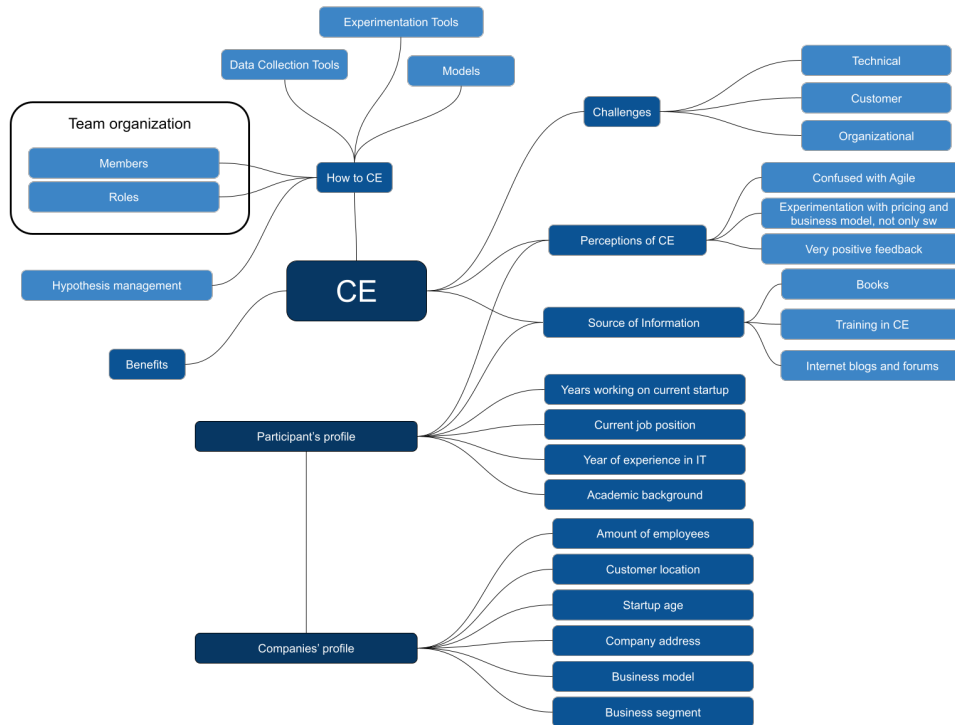 Experimentation Tools
Data Collection Tools
Models
Team organization
Members
Roles
How to CE
Hypothesis management
CE
Benefits
Challenges
Technical
Customer
Organizational
Perceptions of CE
Confused with Agile
Experimentation with pricing and
business model, not only sw
Very positive feedback
Source of Information
Books
Training in CE
Internet blogs and forums
Participant's profile
Years working on current startup
Current job position
Year of experience in IT
Academic background
Companies' profile
Amount of employees
Customer location
Startup age
Company address
Business model
Business segment